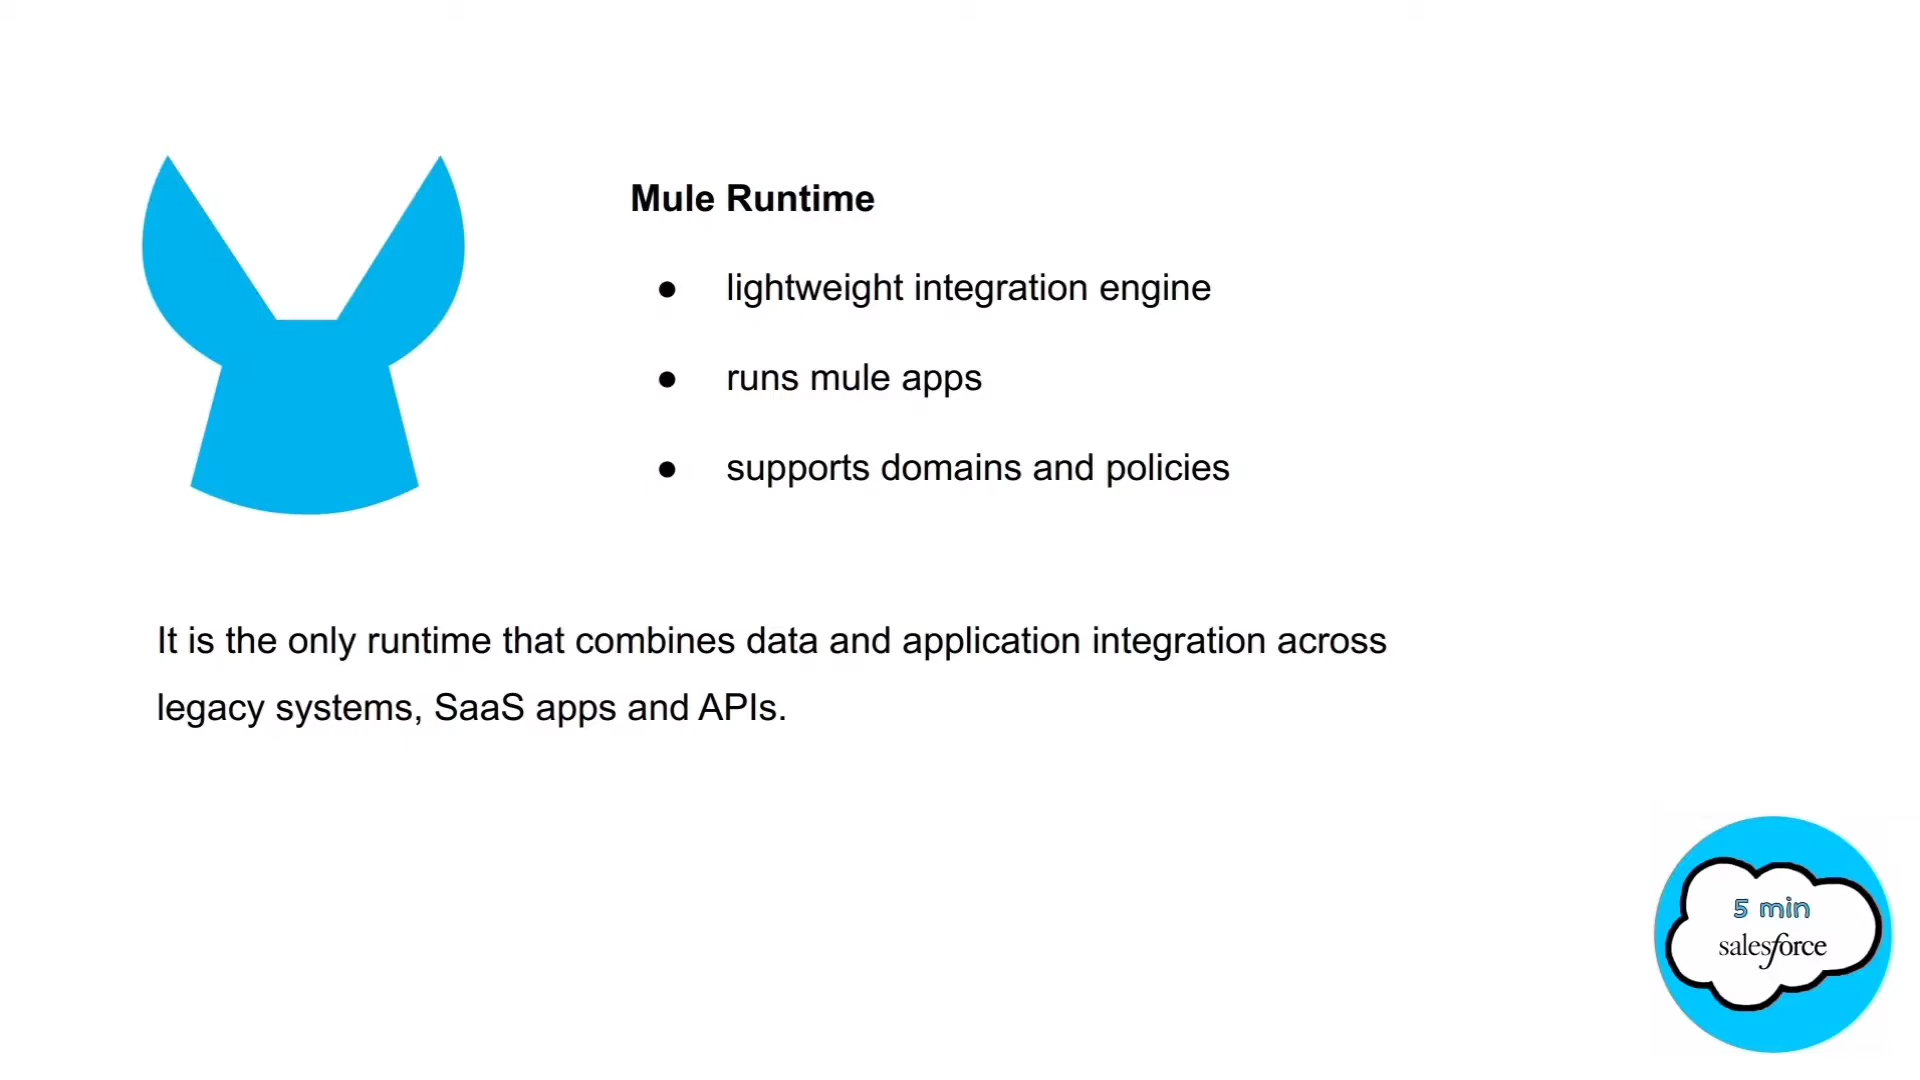 Mule Runtime
● lightweight integration engine
● runs mule apps
● supports domains and policies
It is the only runtime that combines data and application integration across
legacy systems, SaaS apps and APIs.
5 min
salesforce